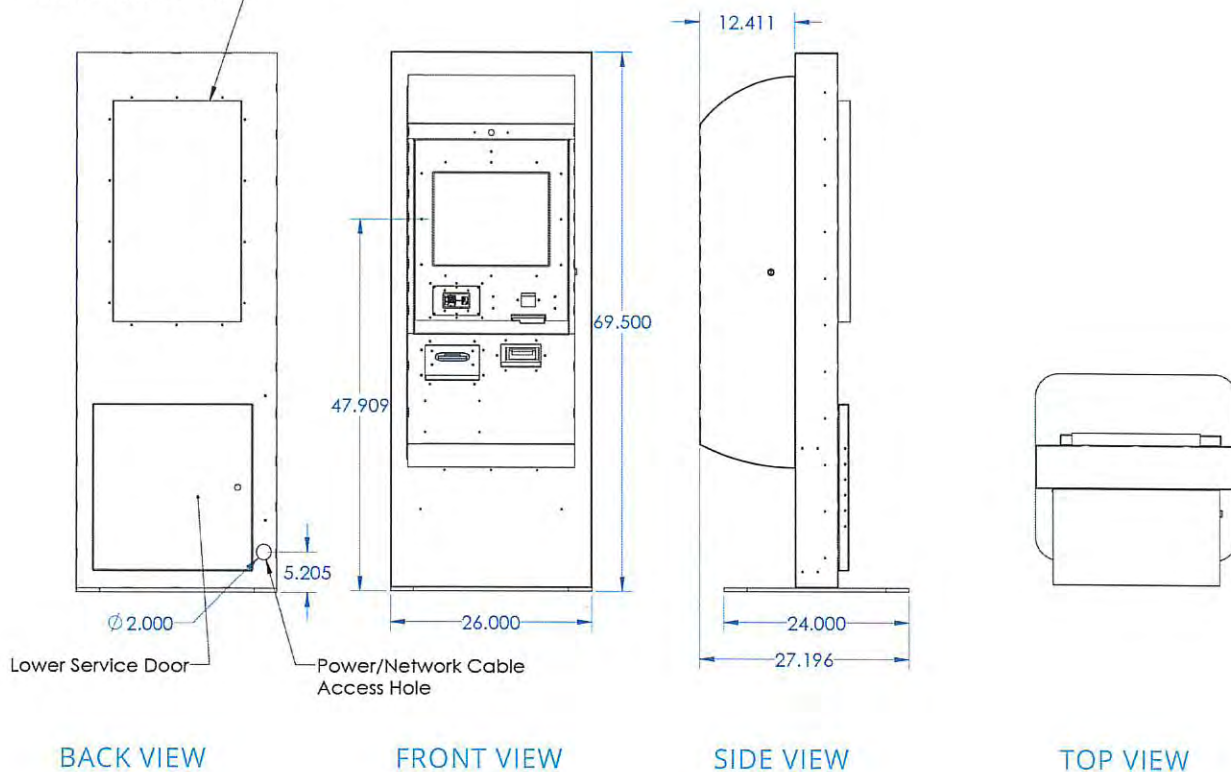 12.411
69.500
47.909
5.205
Ø 2.000
26.000
24.000
27.196
Lower Service Door
Power/Network Cable
Access Hole
BACK VIEW
FRONT VIEW
SIDE VIEW
TOP VIEW